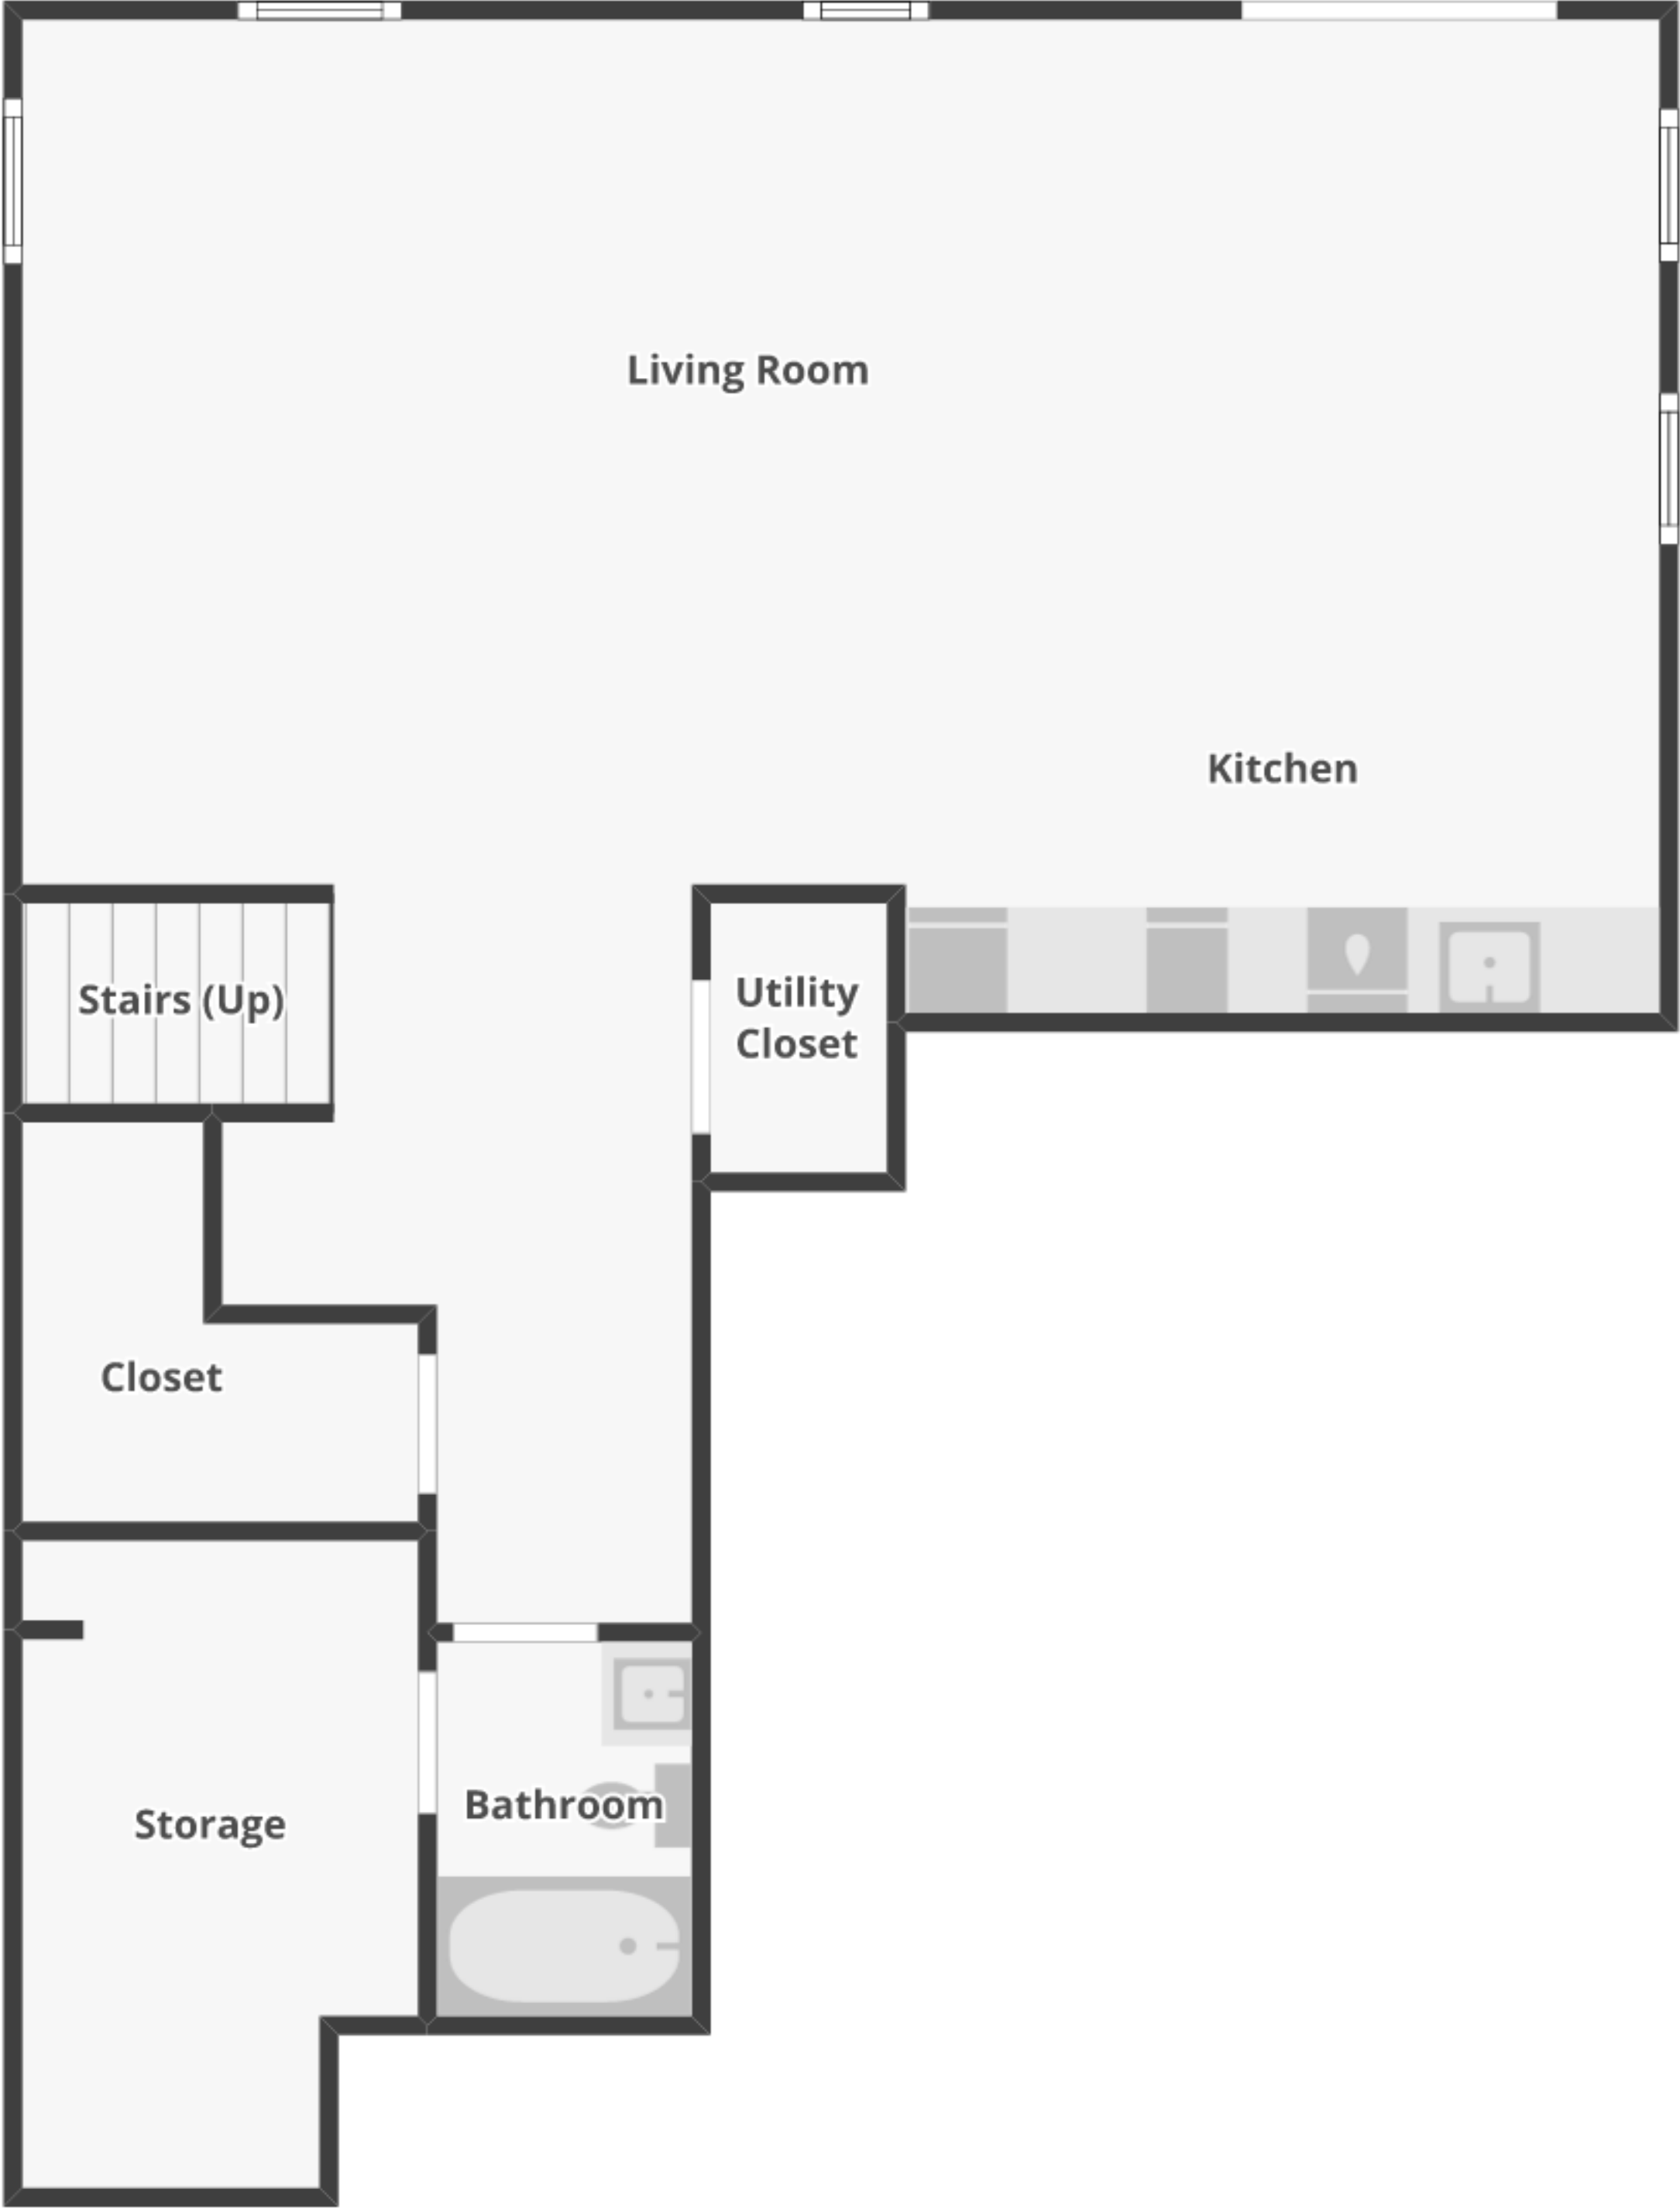 Living Room
Kitchen
Stairs (Up)
Utility
Closet
Closet
Bathroom
Storage